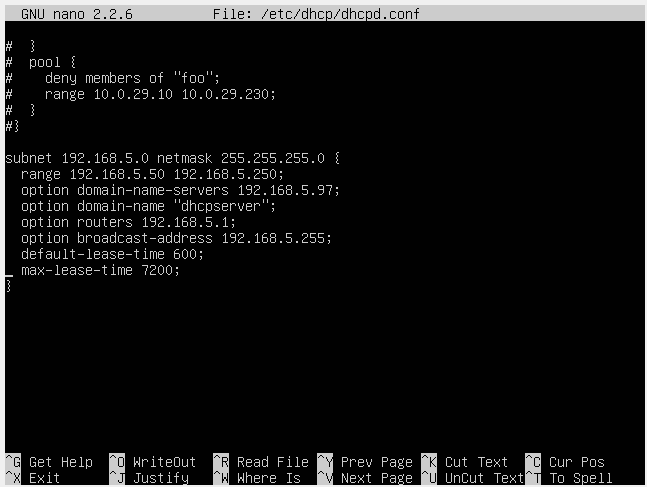 GNU nano 2.2.6 File: /etc/dhcp/dhcpd.conf
#  }
#  pool {
#    deny members of "foo";
#    range 10.0.29.10 10.0.29.230;
#  }
#}
subnet 192.168.5.0 netmask 255.255.255.0 {
  range 192.168.5.50 192.168.5.250;
  option domain-name-servers 192.168.5.97;
  option domain-name "dhcpserver";
  option routers 192.168.5.1;
  option broadcast-address 192.168.5.255;
  default-lease-time 600;
  max-lease-time 7200;
}
^G Get Help ^O WriteOut ^R Read File ^Y Prev Page ^K Cut Text ^C Cur Pos
^X Exit ^J Justify ^W Where Is ^V Next Page ^U UnCut Text ^T To Spell